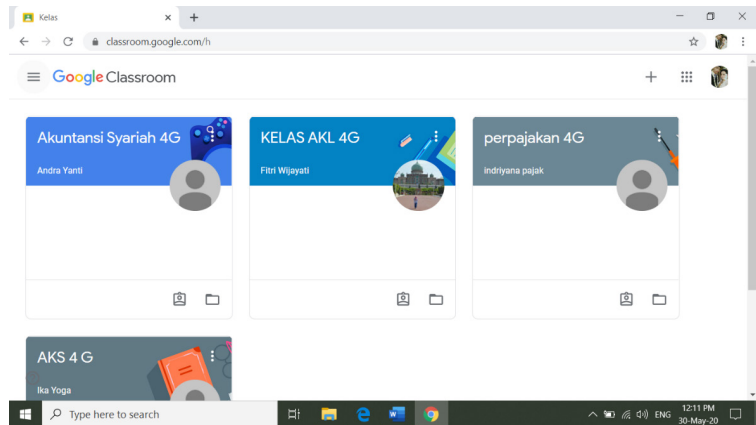 Kelas
classroom.google.com/h
Google Classroom
Akuntansi Syariah 4G
Andra Yanti
KELAS AKL 4G
Fitri Wijayati
perpajakan 4G
indriyana pajak
AKS 4 G
Ika Yoga
Type here to search
ENG
12:11 PM
30-May-20